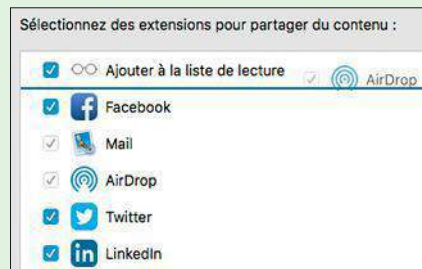 Sélectionnez des extensions pour partager du contenu :
Ajouter à la liste de lecture
AirDrop
Facebook
Mail
AirDrop
Twitter
LinkedIn